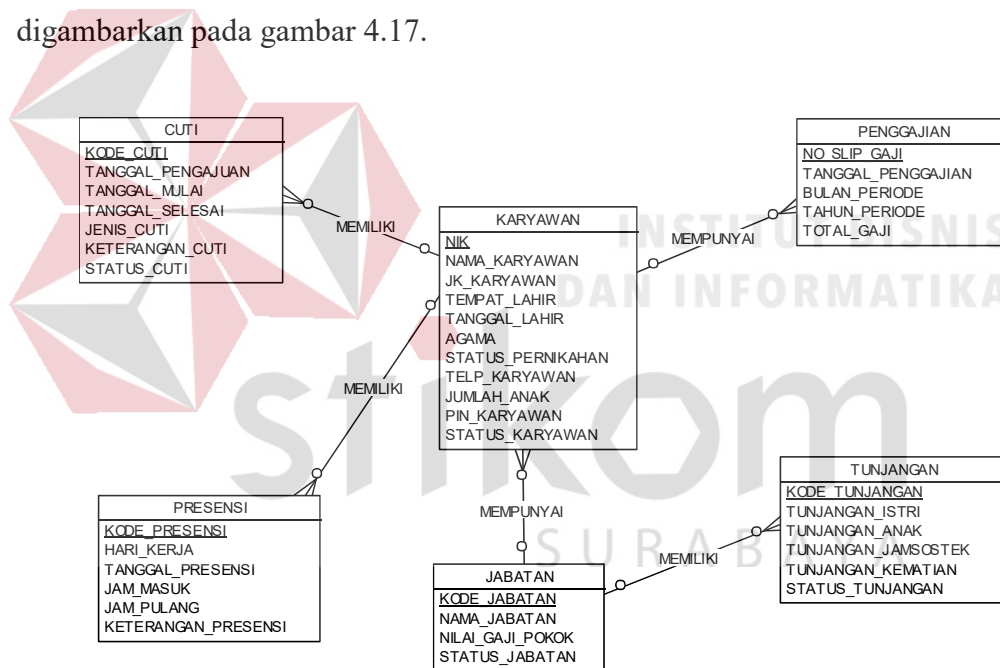 digambarkan pada gambar 4.17.
CUTI
KODE_CUTI
TANGGAL_PENGAJUAN
TANGGAL_MULAI
TANGGAL_SELESAI
JENIS_CUTI
KETERANGAN_CUTI
STATUS_CUTI
MEMILIKI
PENGGAJIAN
NO_SLIP_GAJI
TANGGAL_PENGGAJIAN
BULAN_PERIODE
TAHUN_PERIODE
TOTAL_GAJI
MEMPUNYAI
KARYAWAN
NIK
NAMA_KARYAWAN
JK_KARYAWAN
TEMPAT_LAHIR
TANGGAL_LAHIR
AGAMA
STATUS_PERNIKAHAN
TELP_KARYAWAN
JUMLAH_ANAK
PIN_KARYAWAN
STATUS_KARYAWAN
INSTITUT BISNIS
DAN INFORMATIKA
stikom
SURABAYA
MEMILIKI
PRESENSI
KODE_PRESENSI
HARI_KERJA
TANGGAL_PRESENSI
JAM_MASUK
JAM_PULANG
KETERANGAN_PRESENSI
MEMPUNYAI
JABATAN
KODE_JABATAN
NAMA_JABATAN
NILAI_GAJI_POKOK
STATUS_JABATAN
MEMILIKI
TUNJANGAN
KODE_TUNJANGAN
TUNJANGAN_ISTRI
TUNJANGAN_ANAK
TUNJANGAN_JAMSOSTEK
TUNJANGAN_KEMATIAN
STATUS_TUNJANGAN